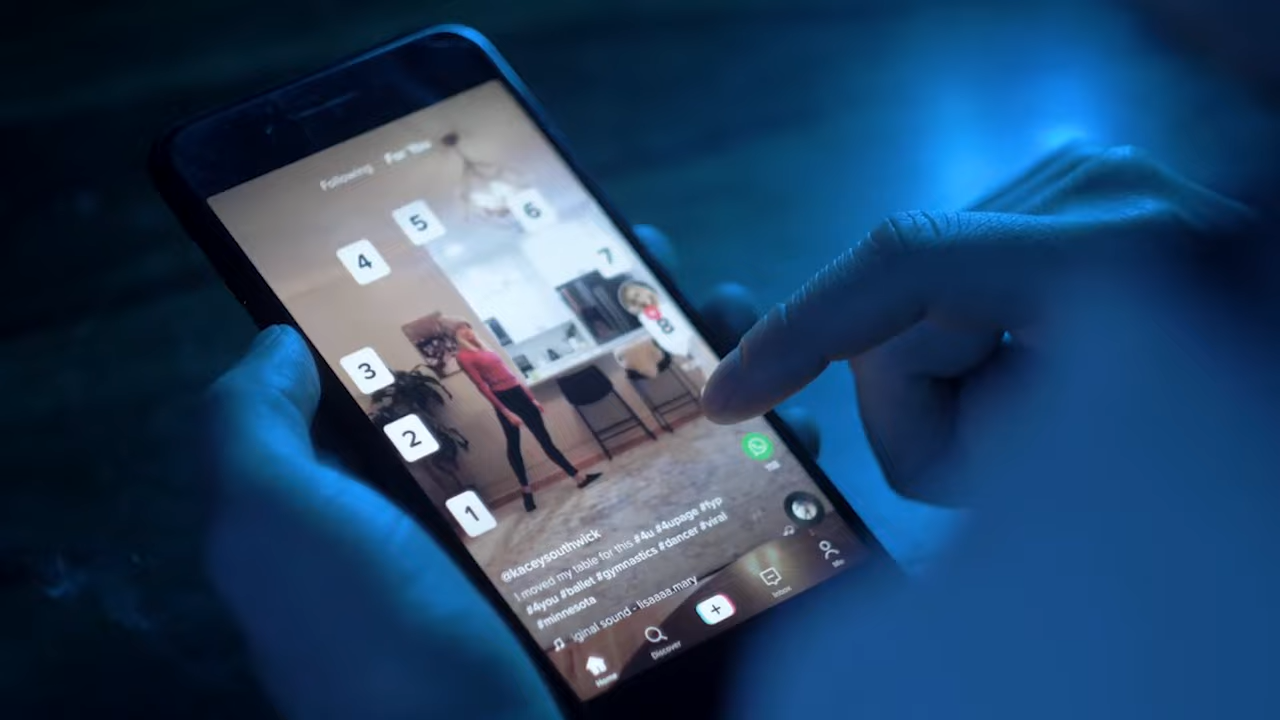 Following
For You
5
6
4
7
8
3
2
1
@kaceysouthwick
I moved my table for this #4u #4upage #fyp
#4you #ballet #gymnastics #dancer #viral
#minnesota
iginal sound - lisaaaa.mary
Home
Discover
Inbox
Me